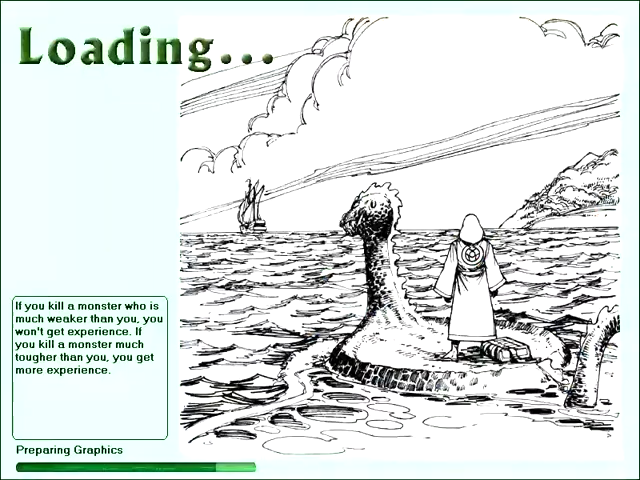 Loading...
If you kill a monster who is
much weaker than you, you
won't get experience. If
you kill a monster much
tougher than you, you get
more experience.
Preparing Graphics